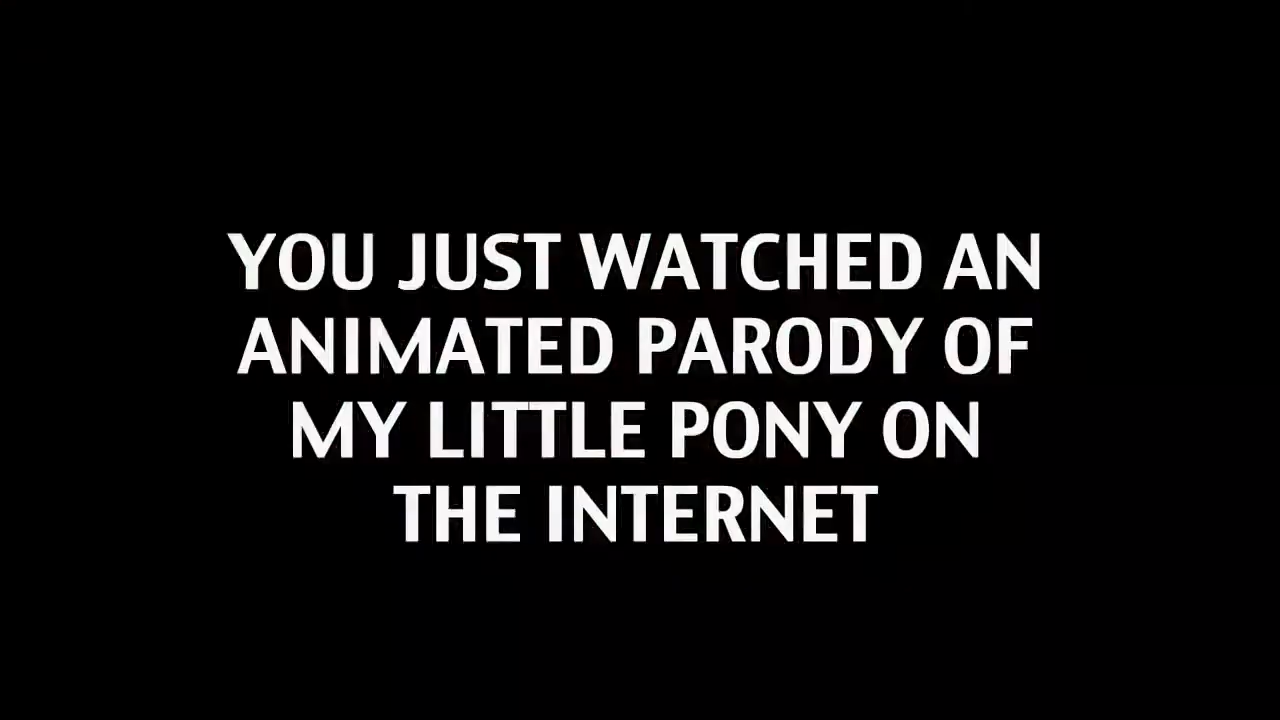 YOU JUST WATCHED AN
ANIMATED PARODY OF
MY LITTLE PONY ON
THE INTERNET